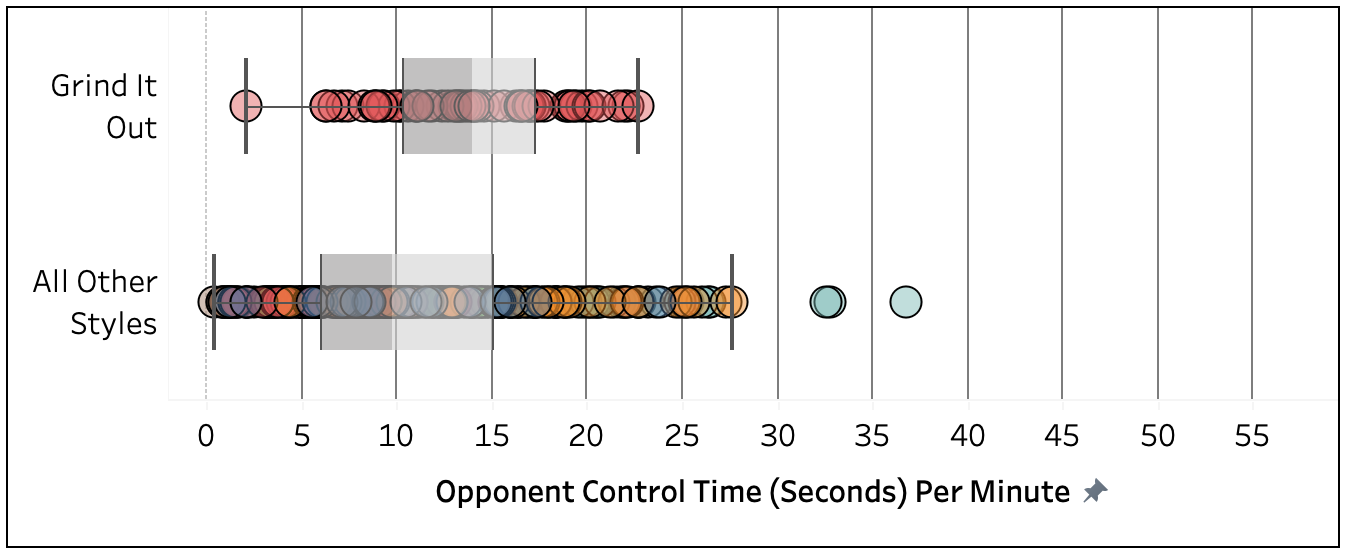 Grind It
Out
All Other
Styles
0 5 10 15 20 25 30 35 40 45 50 55
Opponent Control Time (Seconds) Per Minute